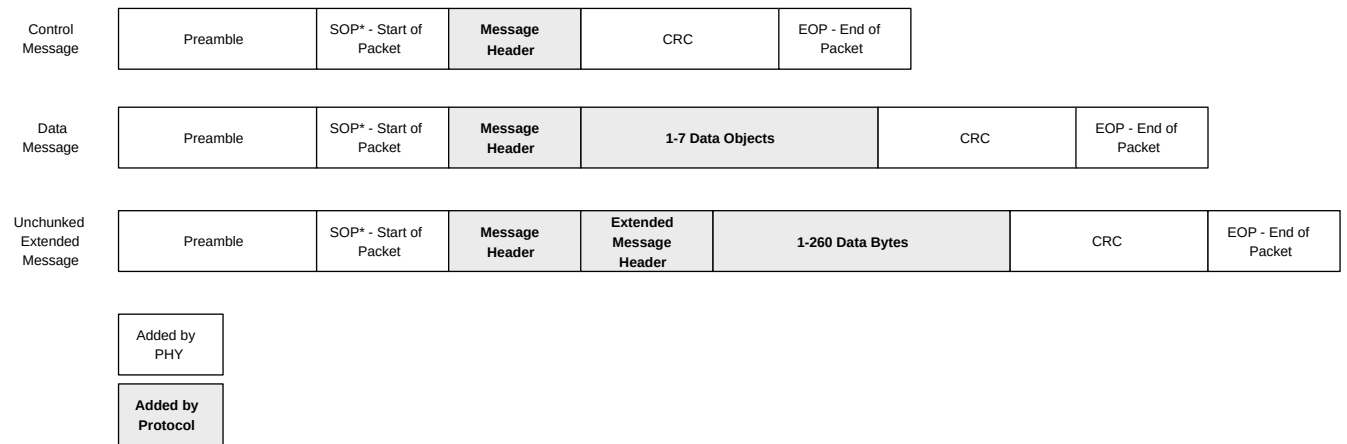 Control
Message
Preamble
SOP* - Start of
Packet
Message
Header
CRC
EOP - End of
Packet
Data
Message
Preamble
SOP* - Start of
Packet
Message
Header
1-7 Data Objects
CRC
EOP - End of
Packet
Unchunked
Extended
Message
Preamble
SOP* - Start of
Packet
Message
Header
Extended
Message
Header
1-260 Data Bytes
CRC
EOP - End of
Packet
Added by
PHY
Added by
Protocol